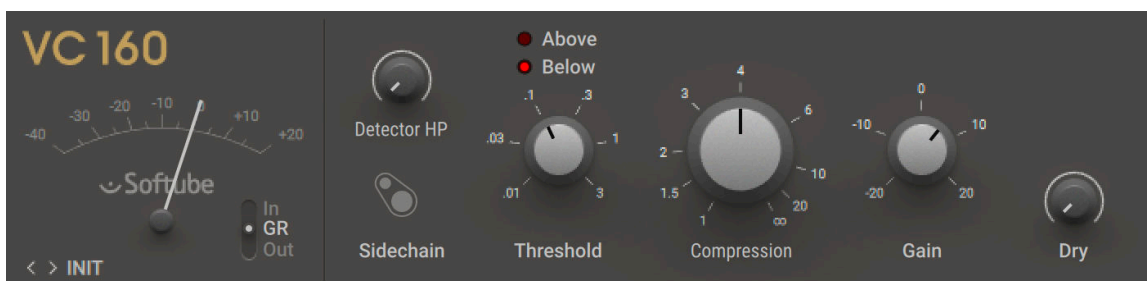 VC 160
-40 -30 -20 -10 0 +10 +20
Softube
In
GR
Out
< > INIT
Detector HP
Sidechain
Above
Below
.01 .03 .1 .3 1 3
Threshold
1 1.5 2 3 4 6 10 20 ∞
Compression
-20 -10 0 10 20
Gain
Dry